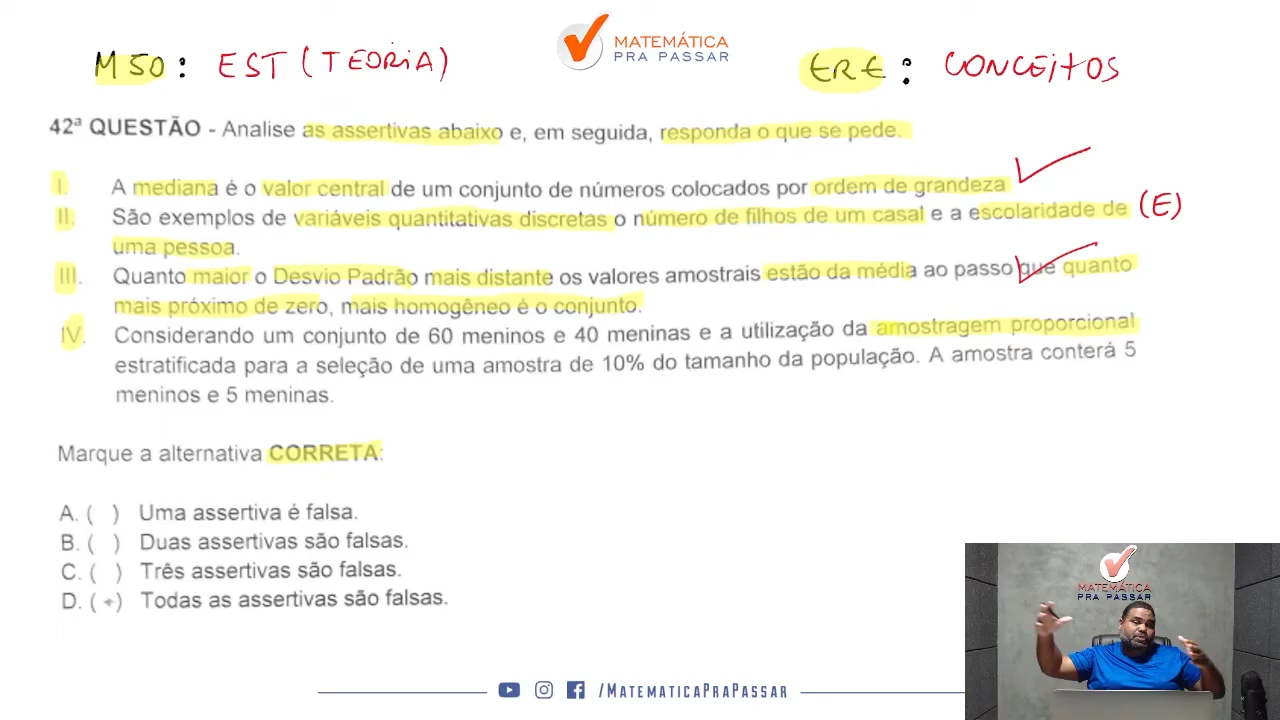 MATEMÁTICA
PRA PASSAR
M50: EST (TEORIA)
ERE: CONCEITOS
42ª QUESTÃO - Analise as assertivas abaixo e, em seguida, responda o que se pede.
I. A mediana é o valor central de um conjunto de números colocados por ordem de grandeza
II. São exemplos de variáveis quantitativas discretas o número de filhos de um casal e a escolaridade de (E)
uma pessoa.
III. Quanto maior o Desvio Padrão mais distante os valores amostrais estão da média ao passo que quanto
mais próximo de zero, mais homogêneo é o conjunto.
IV. Considerando um conjunto de 60 meninos e 40 meninas e a utilização da amostragem proporcional
estratificada para a seleção de uma amostra de 10% do tamanho da população. A amostra conterá 5
meninos e 5 meninas.
Marque a alternativa CORRETA:
A. ( ) Uma assertiva é falsa.
B. ( ) Duas assertivas são falsas.
C. ( ) Três assertivas são falsas.
D. (+) Todas as assertivas são falsas.
MATEMÁTICA
PRA PASSAR
/MATEMATICAPRAPASSAR